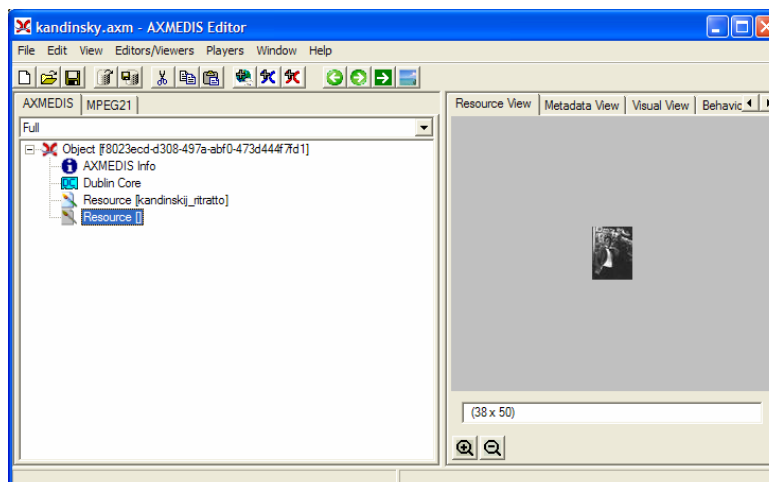 kandinsky.axm - AXMEDIS Editor
File Edit View Editors/Viewers Players Window Help
AXMEDIS MPEG21
Full
Object [f8023ecd-d308-497a-abf0-473d444f7fd1]
AXMEDIS Info
Dublin Core
Resource [kandinskij_ritratto]
Resource []
Resource View Metadata View Visual View Behavic
(38 x 50)